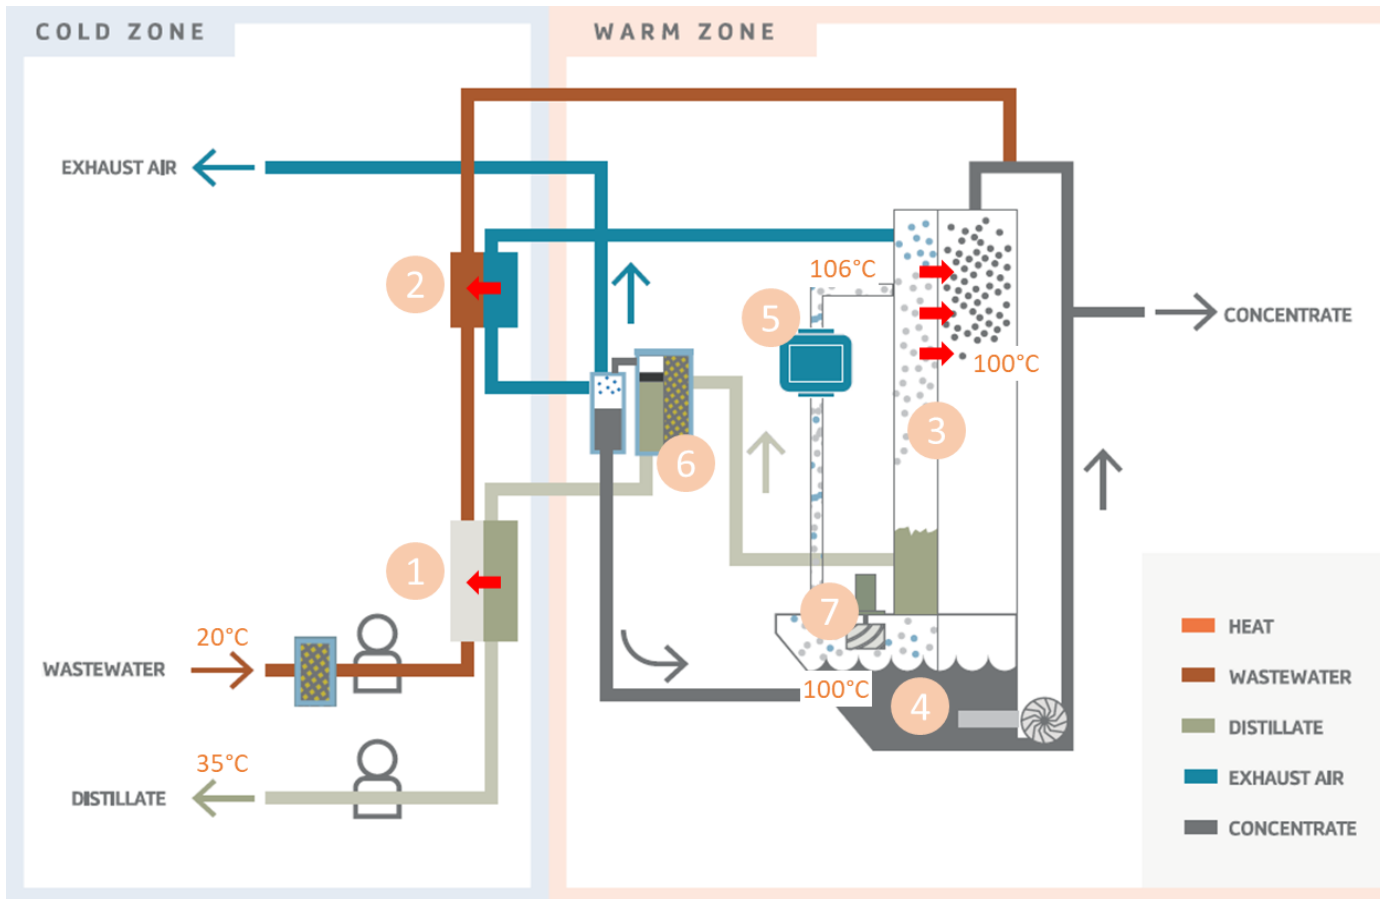 COLD ZONE
WARM ZONE
EXHAUST AIR
2
106°C
5
CONCENTRATE
100°C
3
6
1
7
20°C
WASTEWATER
100°C
4
35°C
DISTILLATE
HEAT
WASTEWATER
DISTILLATE
EXHAUST AIR
CONCENTRATE